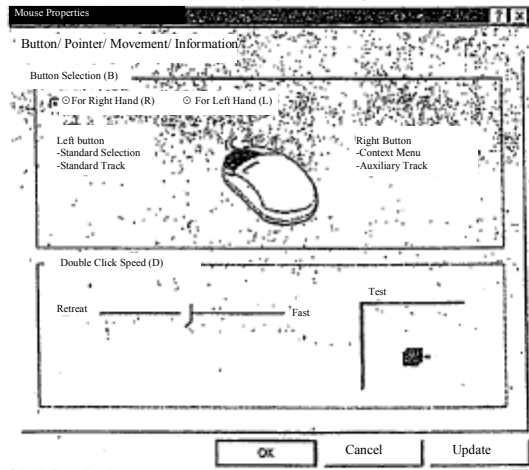 Mouse Properties ? ×
Button/ Pointer/ Movement/ Information
Button Selection (B)
For Right Hand (R) For Left Hand (L)
Left button
-Standard Selection
-Standard Track
Right Button
-Context Menu
-Auxiliary Track
Double Click Speed (D)
Retreat Fast
Test
OK Cancel Update